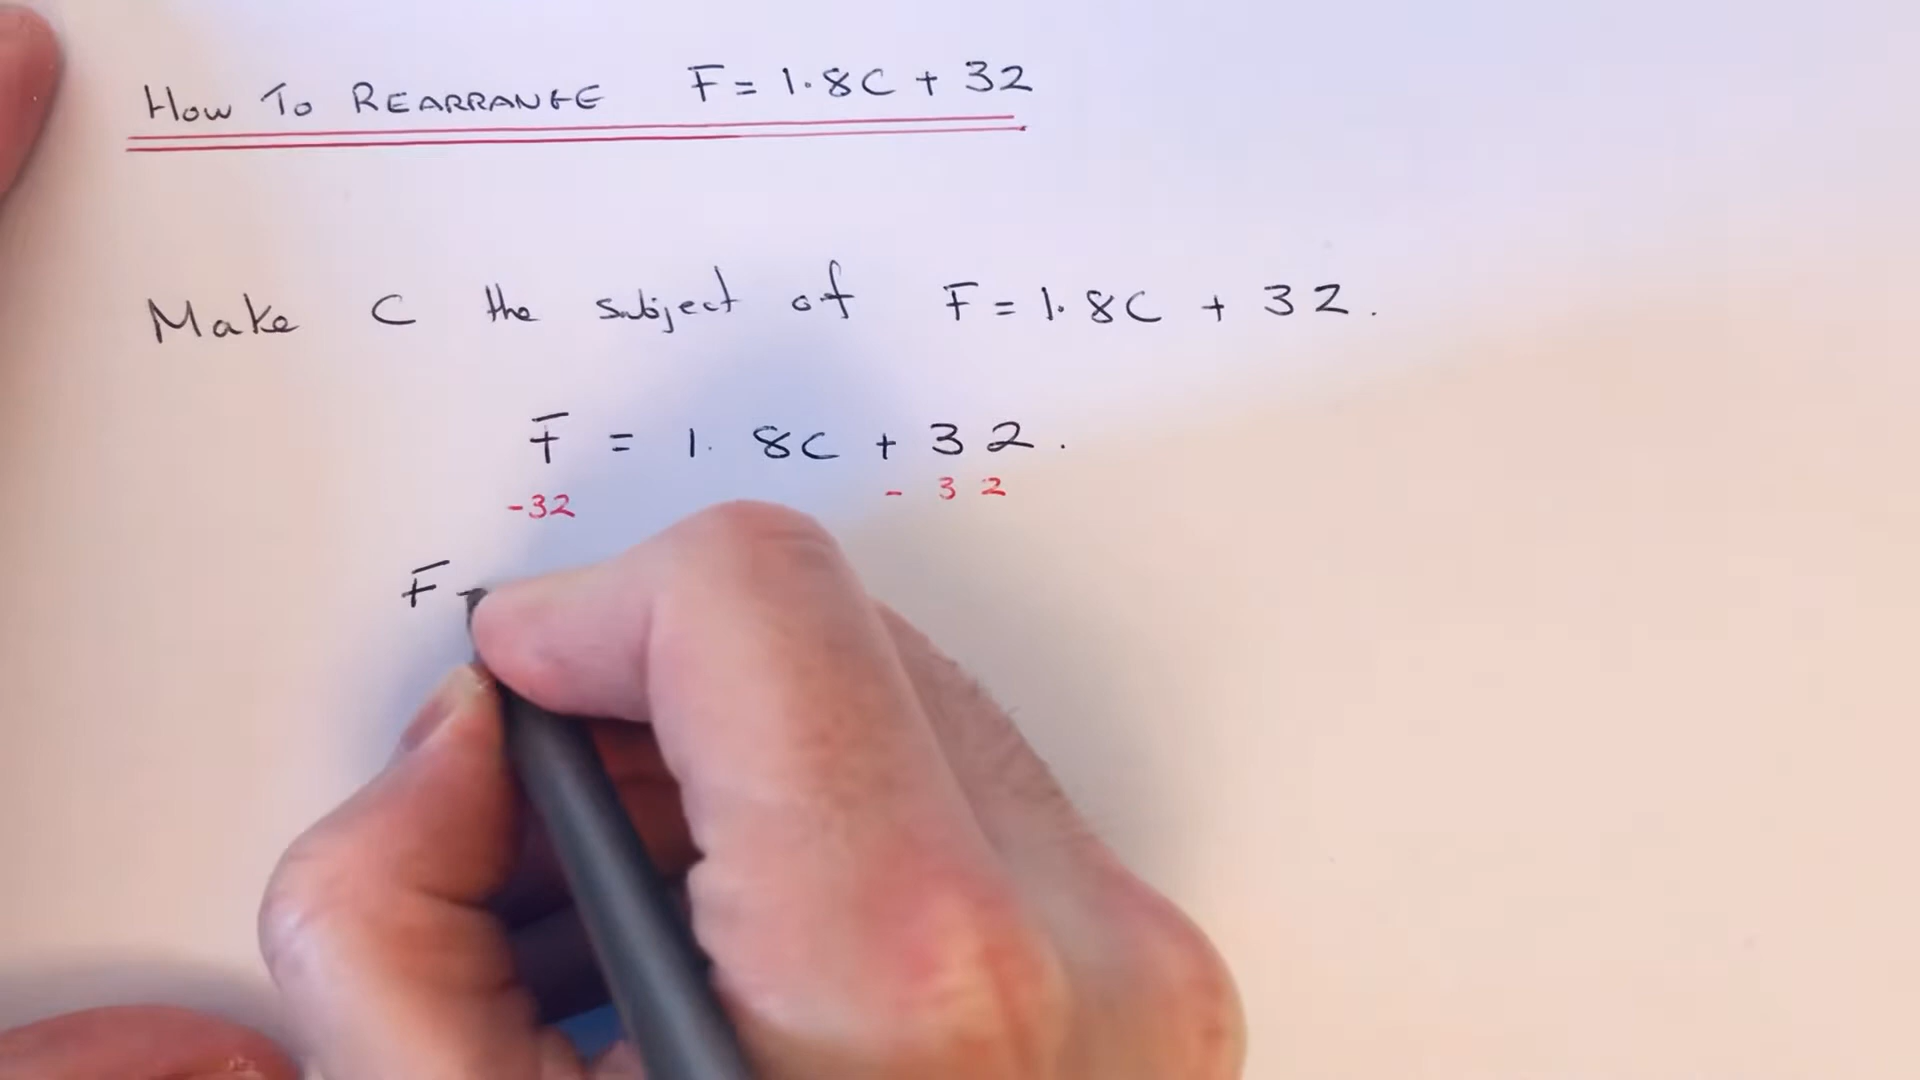 HOW TO REARRANGE F = 1.8C + 32
Make C the subject of F = 1.8C + 32.
F = 1.8C + 32.
-32 - 32
F -